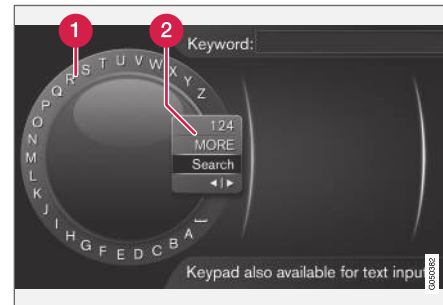 1
2
Keyword:
A B C D E F G H I J K L M N O P Q R S T U V W X Y Z
124
MORE
Search
◄|►
Keypad also available for text input
G050382